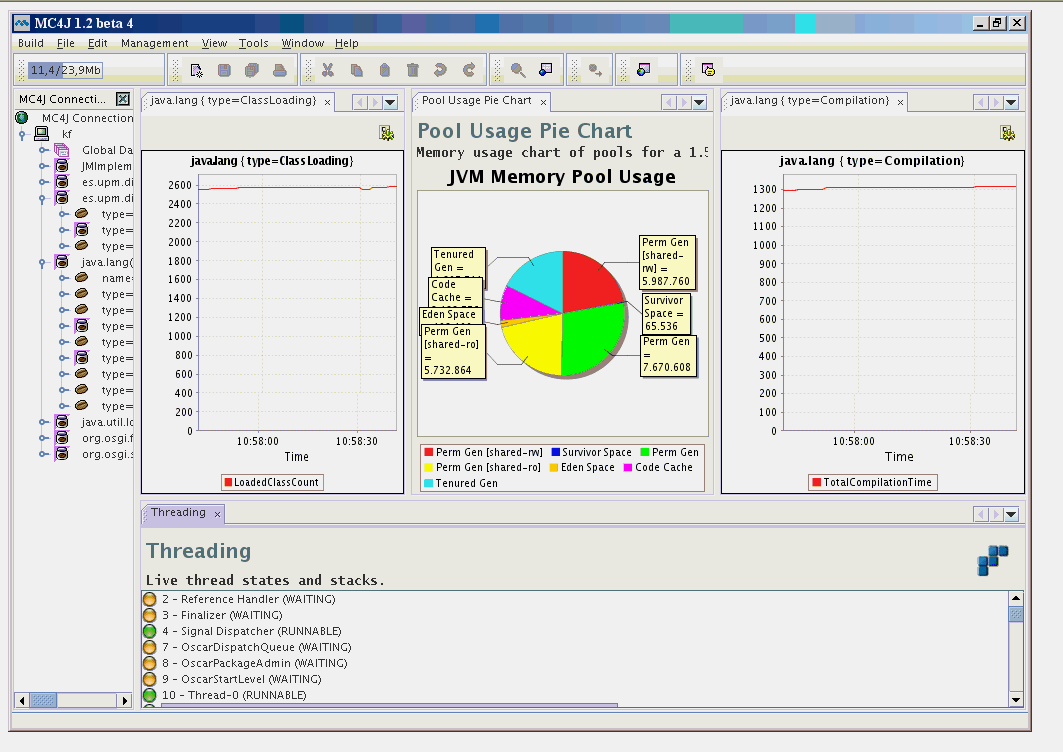 MC4J 1.2 beta 4
Build File Edit Management View Tools Window Help
11,4/23,9Mb
MC4J Connecti...
MC4J Connection
kf
Global Da
JMImplem
es.upm.di
es.upm.di
type=
type=
type=
java.lang(
name=
type=
type=
type=
type=
type=
type=
type=
type=
java.util.lo
org.osgi.f
org.osgi.s
java.lang { type=ClassLoading}
java.lang { type=Class Loading}
2600
2400
2200
2000
1800
1600
1400
1200
1000
800
600
400
200
0
10:58:00 10:58:30
Time
LoadedClassCount
Pool Usage Pie Chart
Pool Usage Pie Chart
Memory usage chart of pools for a 1.5
JVM Memory Pool Usage
Tenured
Gen =
Code
Cache =
Eden Space
Perm Gen
[shared-ro]
=
5.732.864
Perm Gen
[shared-
rw] =
5.987.760
Survivor
Space =
65.536
Perm Gen
=
7.670.608
Perm Gen [shared-rw] Survivor Space Perm Gen
Perm Gen [shared-ro] Eden Space Code Cache
Tenured Gen
java.lang { type=Compilation}
java.lang { type=Compilation}
1300
1200
1100
1000
900
800
700
600
500
400
300
200
100
0
10:58:00 10:58:30
Time
TotalCompilationTime
Threading
Threading
Live thread states and stacks.
2 - Reference Handler (WAITING)
3 - Finalizer (WAITING)
4 - Signal Dispatcher (RUNNABLE)
7 - OscarDispatchQueue (WAITING)
8 - OscarPackageAdmin (WAITING)
9 - OscarStartLevel (WAITING)
10 - Thread-0 (RUNNABLE)